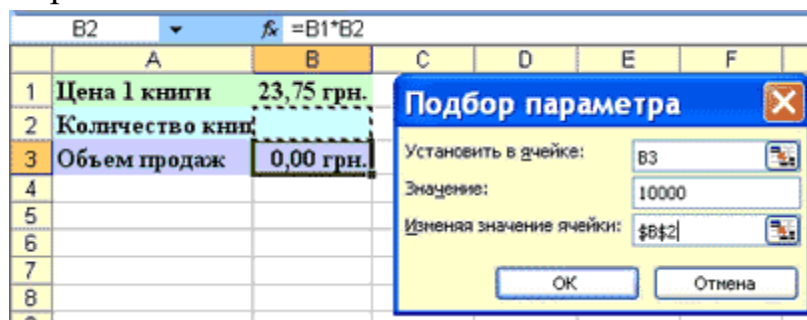 B2 fx =B1*B2
A B C D E F
1 Цена 1 книги 23,75 грн.
2 Количество книг
3 Объем продаж 0,00 грн.
4
5
6
7
8
Подбор параметра
Установить в ячейке: B3
Значение: 10000
Изменяя значение ячейки: $B$2
ОК Отмена